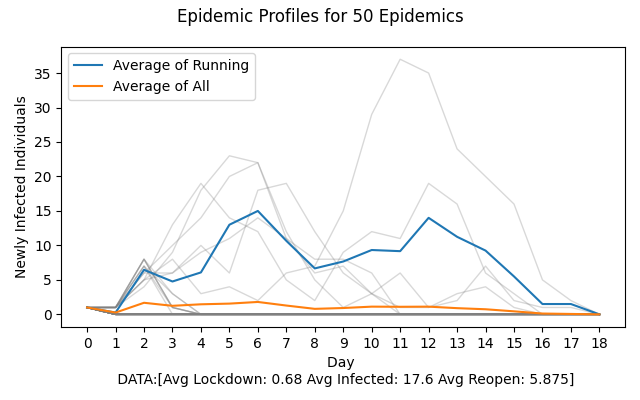 Epidemic Profiles for 50 Epidemics
Average of Running
Average of All
Newly Infected Individuals
35
30
25
20
15
10
5
0
0 1 2 3 4 5 6 7 8 9 10 11 12 13 14 15 16 17 18
Day
DATA:[Avg Lockdown: 0.68 Avg Infected: 17.6 Avg Reopen: 5.875]